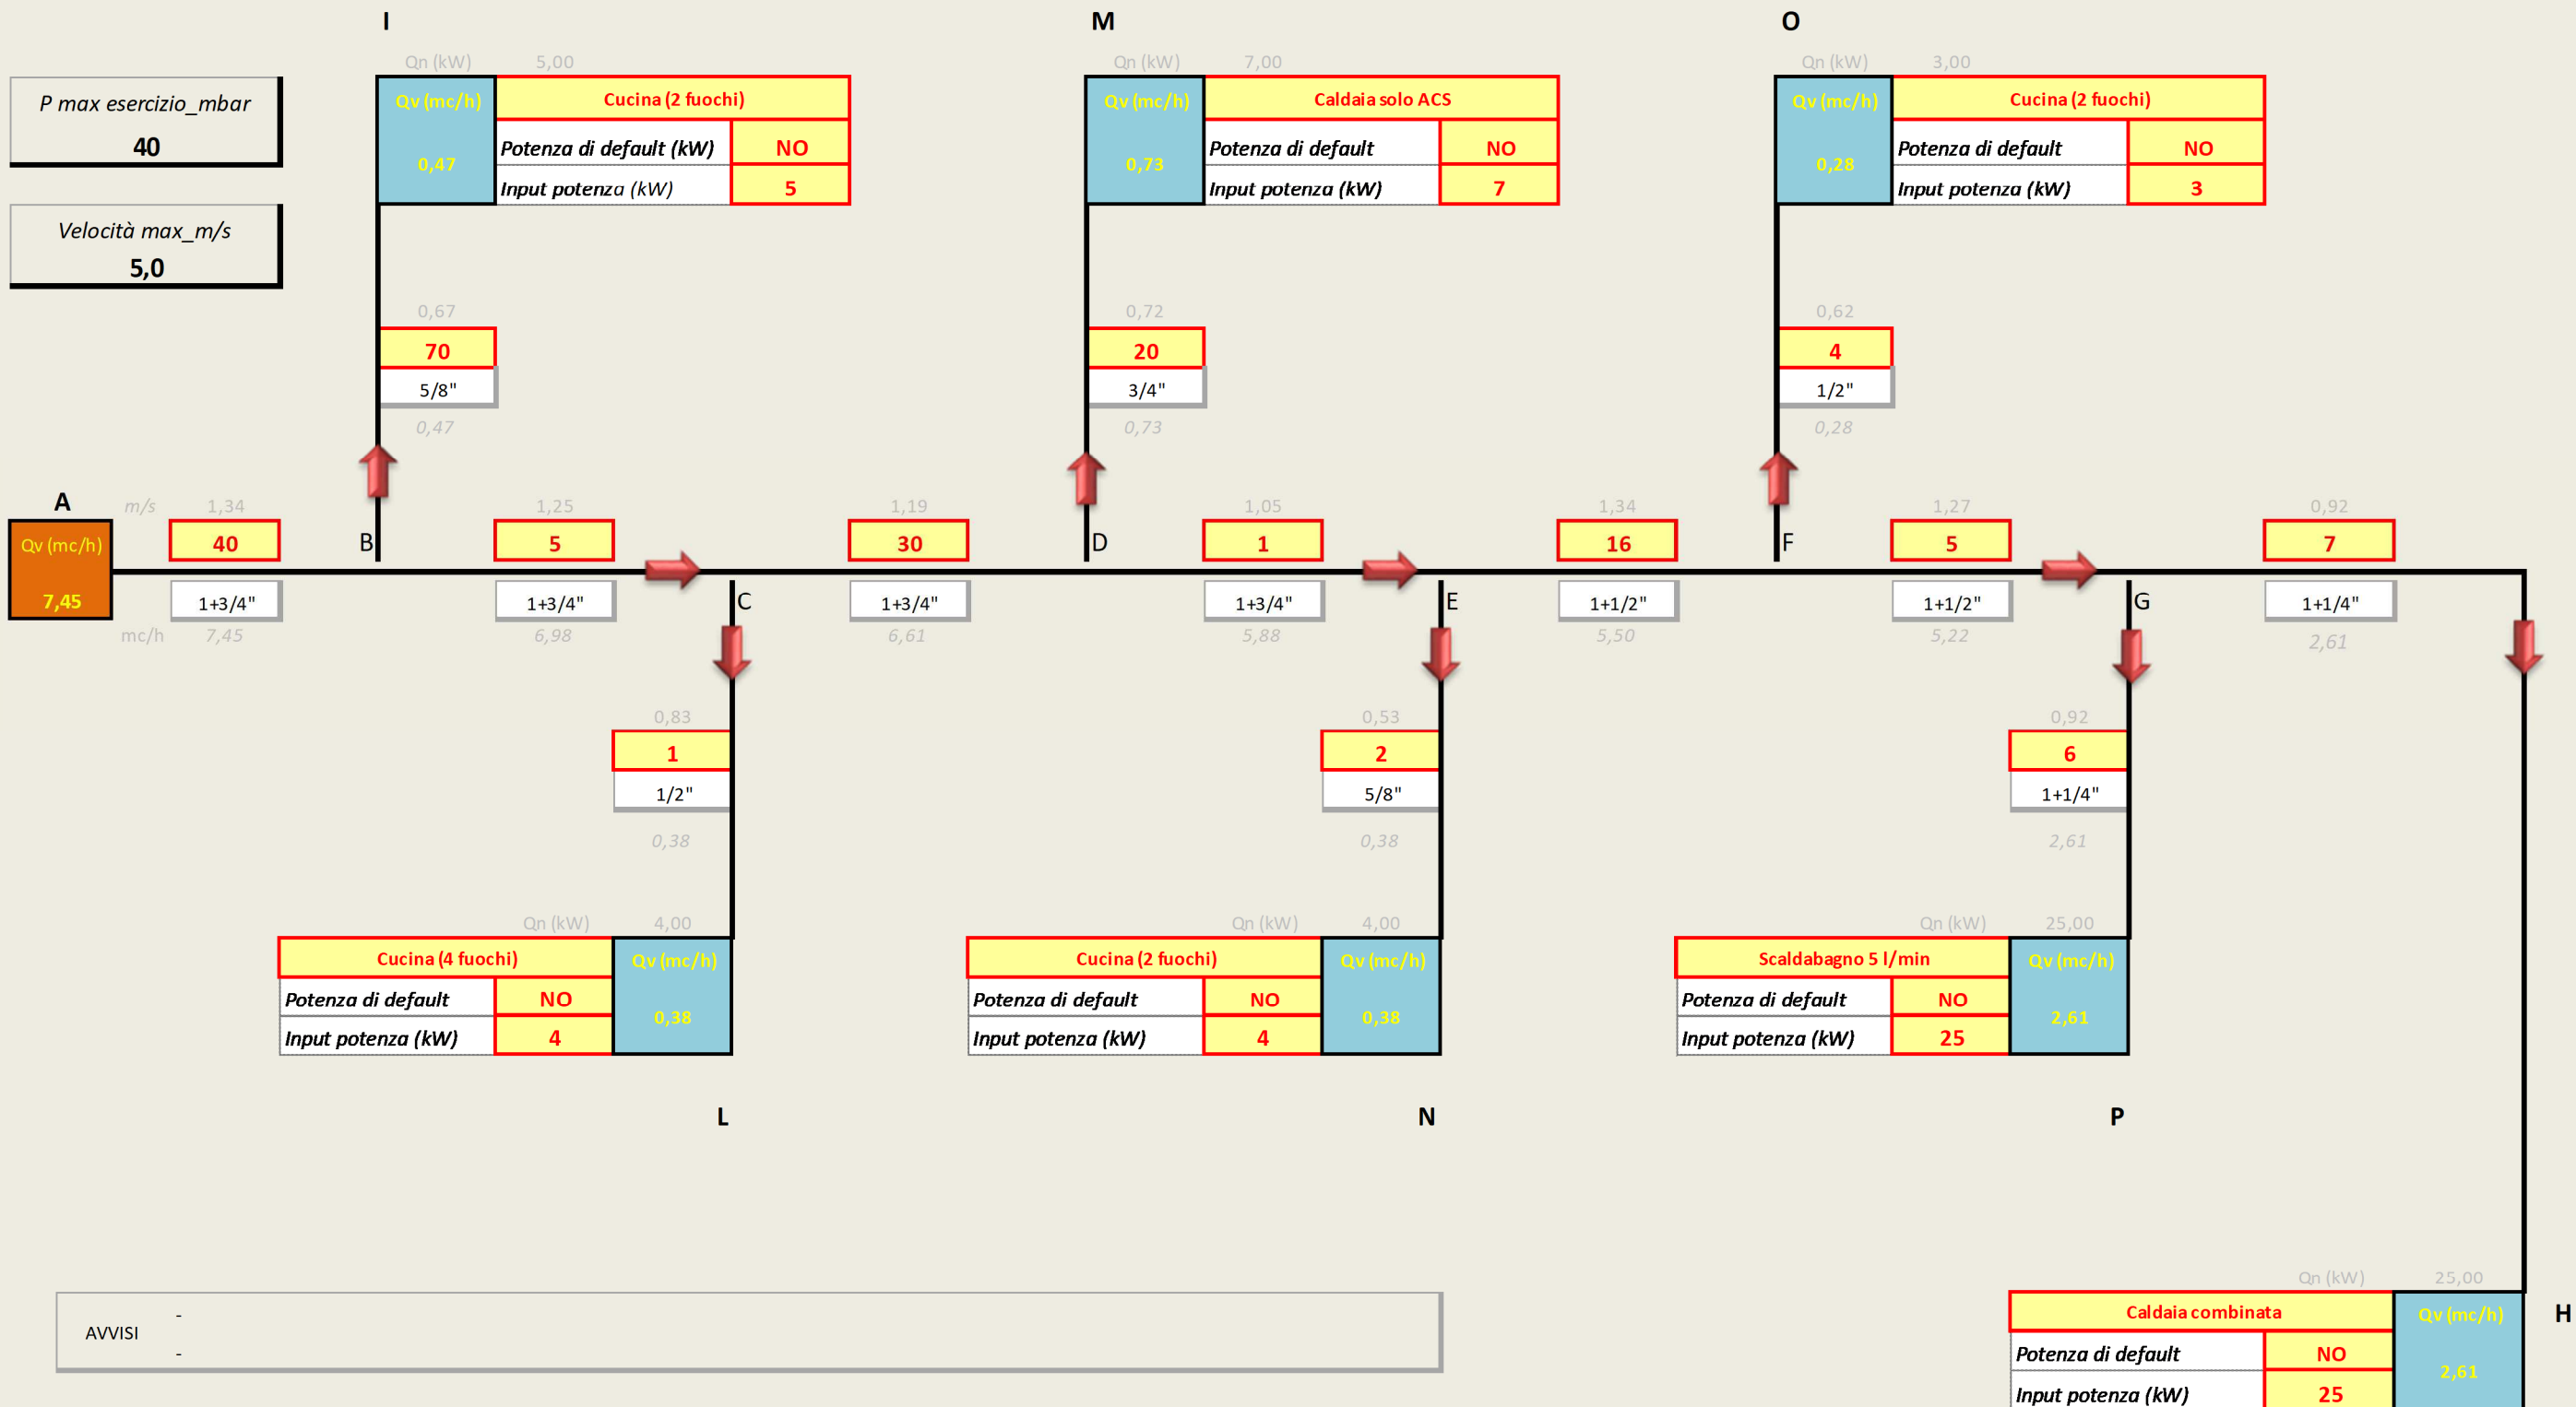 I
M
O
Qn (kW) 5,00
Qn (kW) 7,00
Qn (kW) 3,00
P max esercizio_mbar
40
Velocità max_m/s
5,0
Qv (mc/h)
0,47
Cucina (2 fuochi)
Potenza di default (kW) NO
Input potenza (kW) 5
Qv (mc/h)
0,73
Caldaia solo ACS
Potenza di default NO
Input potenza (kW) 7
Qv (mc/h)
0,28
Cucina (2 fuochi)
Potenza di default NO
Input potenza (kW) 3
0,67
70
5/8"
0,47
0,72
20
3/4"
0,73
0,62
4
1/2"
0,28
A m/s 1,34 1,25 1,19 1,05 1,34 1,27 0,92
Qv (mc/h) 40 B 5 30 D 1 16 F 5 7
7,45 1+3/4" 1+3/4" C 1+3/4" 1+3/4" E 1+1/2" 1+1/2" G 1+1/4"
mc/h 7,45 6,98 6,61 5,88 5,50 5,22 2,61
0,83
1
1/2"
0,38
0,53
2
5/8"
0,38
0,92
6
1+1/4"
2,61
Qn (kW) 4,00
Cucina (4 fuochi) Qv (mc/h)
Potenza di default NO
0,38
Input potenza (kW) 4
Qn (kW) 4,00
Cucina (2 fuochi) Qv (mc/h)
Potenza di default NO
0,38
Input potenza (kW) 4
Qn (kW) 25,00
Scaldabagno 5 l/min Qv (mc/h)
Potenza di default NO
2,61
Input potenza (kW) 25
L
N
P
AVVISI
-
-
Qn (kW) 25,00
Caldaia combinata Qv (mc/h) H
Potenza di default NO
2,61
Input potenza (kW) 25